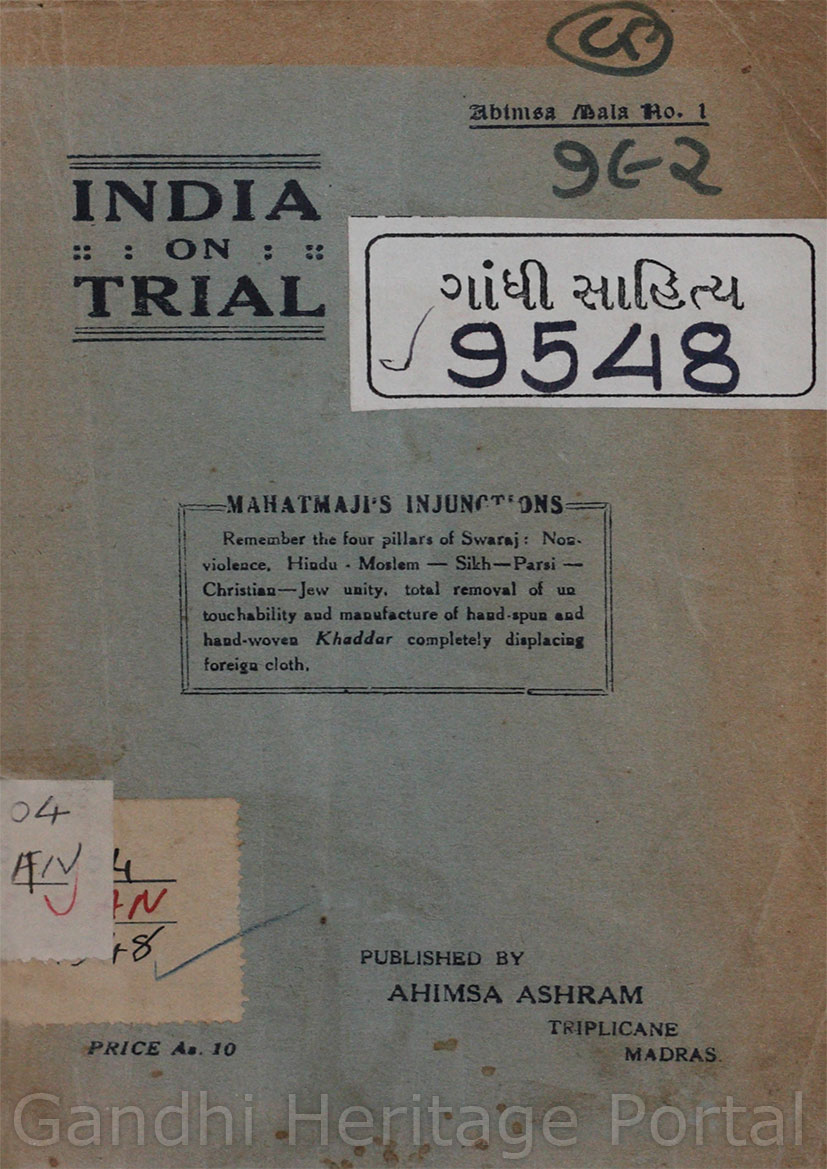 Ahimsa Mala No. 1
૭૯૨
INDIA
:: : ON : ::
TRIAL
ગાંધી સાહિત્ય
9548
MAHATMAJI'S INJUNCTIONS
Remember the four pillars of Swaraj: Non-
violence, Hindu - Moslem — Sikh—Parsi —
Christian—Jew unity, total removal of un
touchability and manufacture of hand-spun and
hand-woven Khaddar completely displacing
foreign cloth.
04
4
48
PUBLISHED BY
AHIMSA ASHRAM
TRIPLICANE
MADRAS.
PRICE As. 10
Gandhi Heritage Portal